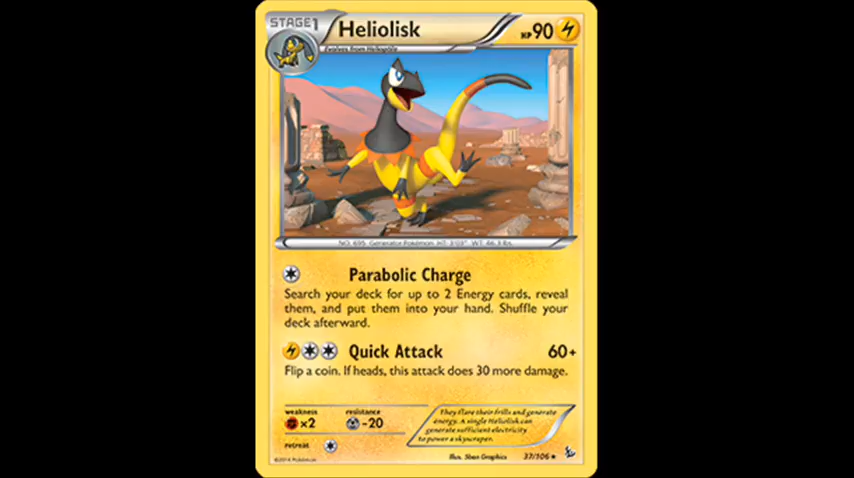 STAGE1
Heliolisk
HP90
Evolves from Helioptile
NO. 695 Generator Pokémon HT: 3'03" WT: 46.3 lbs.
Parabolic Charge
Search your deck for up to 2 Energy cards, reveal
them, and put them into your hand. Shuffle your
deck afterward.
Quick Attack 60+
Flip a coin. If heads, this attack does 30 more damage.
weakness
×2
resistance
-20
retreat
They flare their frills and generate
energy. A single Heliolisk can
generate sufficient electricity
to power a skyscraper.
©2014 Pokémon
Illus. 5ban Graphics
37/106